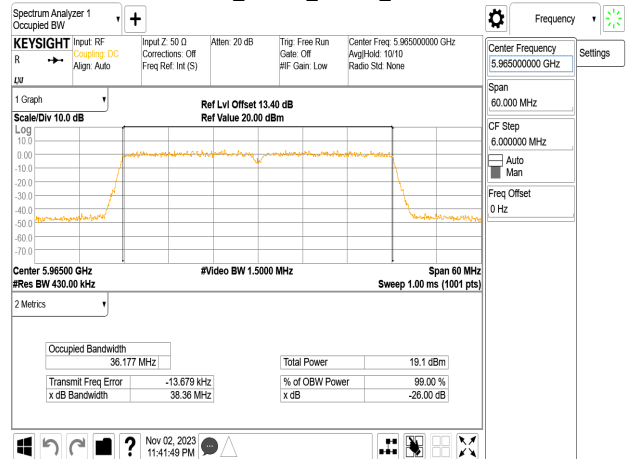 Spectrum Analyzer 1
Occupied BW
Frequency
KEYSIGHT
R
Input: RF
Coupling: DC
Align: Auto
Input Z: 50 Ω
Corrections: Off
Freq Ref: Int (S)
Atten: 20 dB
Trig: Free Run
Gate: Off
#IF Gain: Low
Center Freq: 5.965000000 GHz
Avg|Hold: 10/10
Radio Std: None
Center Frequency
5.965000000 GHz
Settings
Span
60.000 MHz
CF Step
6.000000 MHz
Auto
Man
Freq Offset
0 Hz
1 Graph
Scale/Div 10.0 dB
Ref Lvl Offset 13.40 dB
Ref Value 20.00 dBm
Log
10.0
0.00
-10.0
-20.0
-30.0
-40.0
-50.0
-60.0
-70.0
Center 5.96500 GHz
#Res BW 430.00 kHz
#Video BW 1.5000 MHz
Span 60 MHz
Sweep 1.00 ms (1001 pts)
2 Metrics
Occupied Bandwidth
36.177 MHz
Total Power 19.1 dBm
Transmit Freq Error -13.679 kHz
% of OBW Power 99.00 %
x dB Bandwidth 38.36 MHz
x dB -26.00 dB
Nov 02, 2023
11:41:49 PM